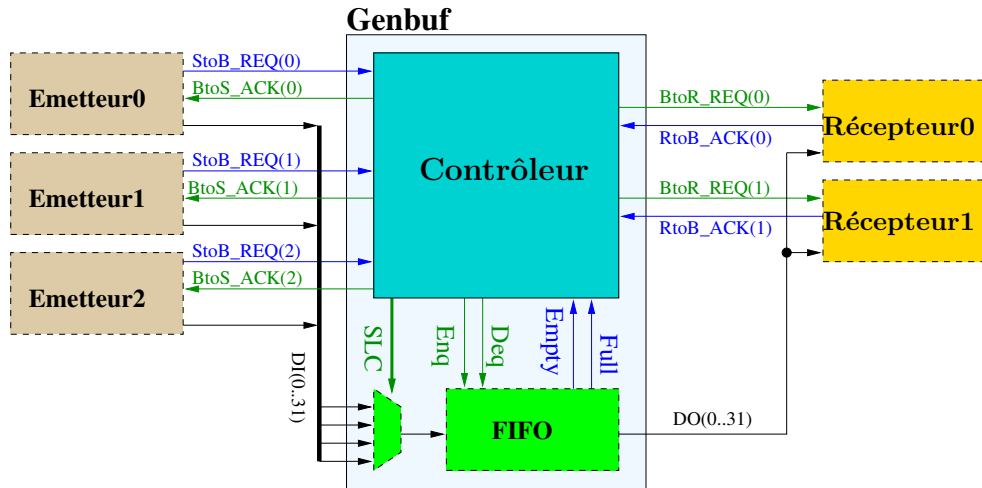 Genbuf
StoB_REQ(0)
Emetteur0
BtoS_ACK(0)
StoB_REQ(1)
Emetteur1
BtoS_ACK(1)
StoB_REQ(2)
Emetteur2
BtoS_ACK(2)
Contrôleur
BtoR_REQ(0)
Récepteur0
RtoB_ACK(0)
BtoR_REQ(1)
Récepteur1
RtoB_ACK(1)
SLC
Enq
Deq
Empty
Full
DI(0..31)
FIFO
DO(0..31)